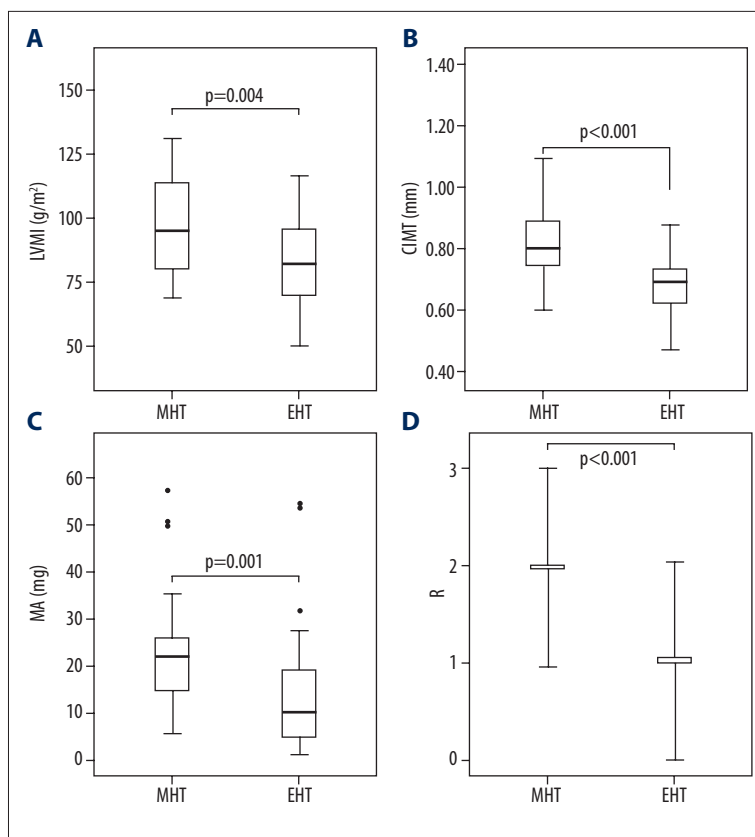 A
150
125
100
75
50
LVMI (g/m²)
p=0.004
MHT EHT
B
1.40
1.20
1.00
0.80
0.60
0.40
CIMT (mm)
p<0.001
MHT EHT
C
60
50
40
30
20
10
0
MA (mg)
p=0.001
MHT EHT
D
3
2
1
0
R
p<0.001
MHT EHT